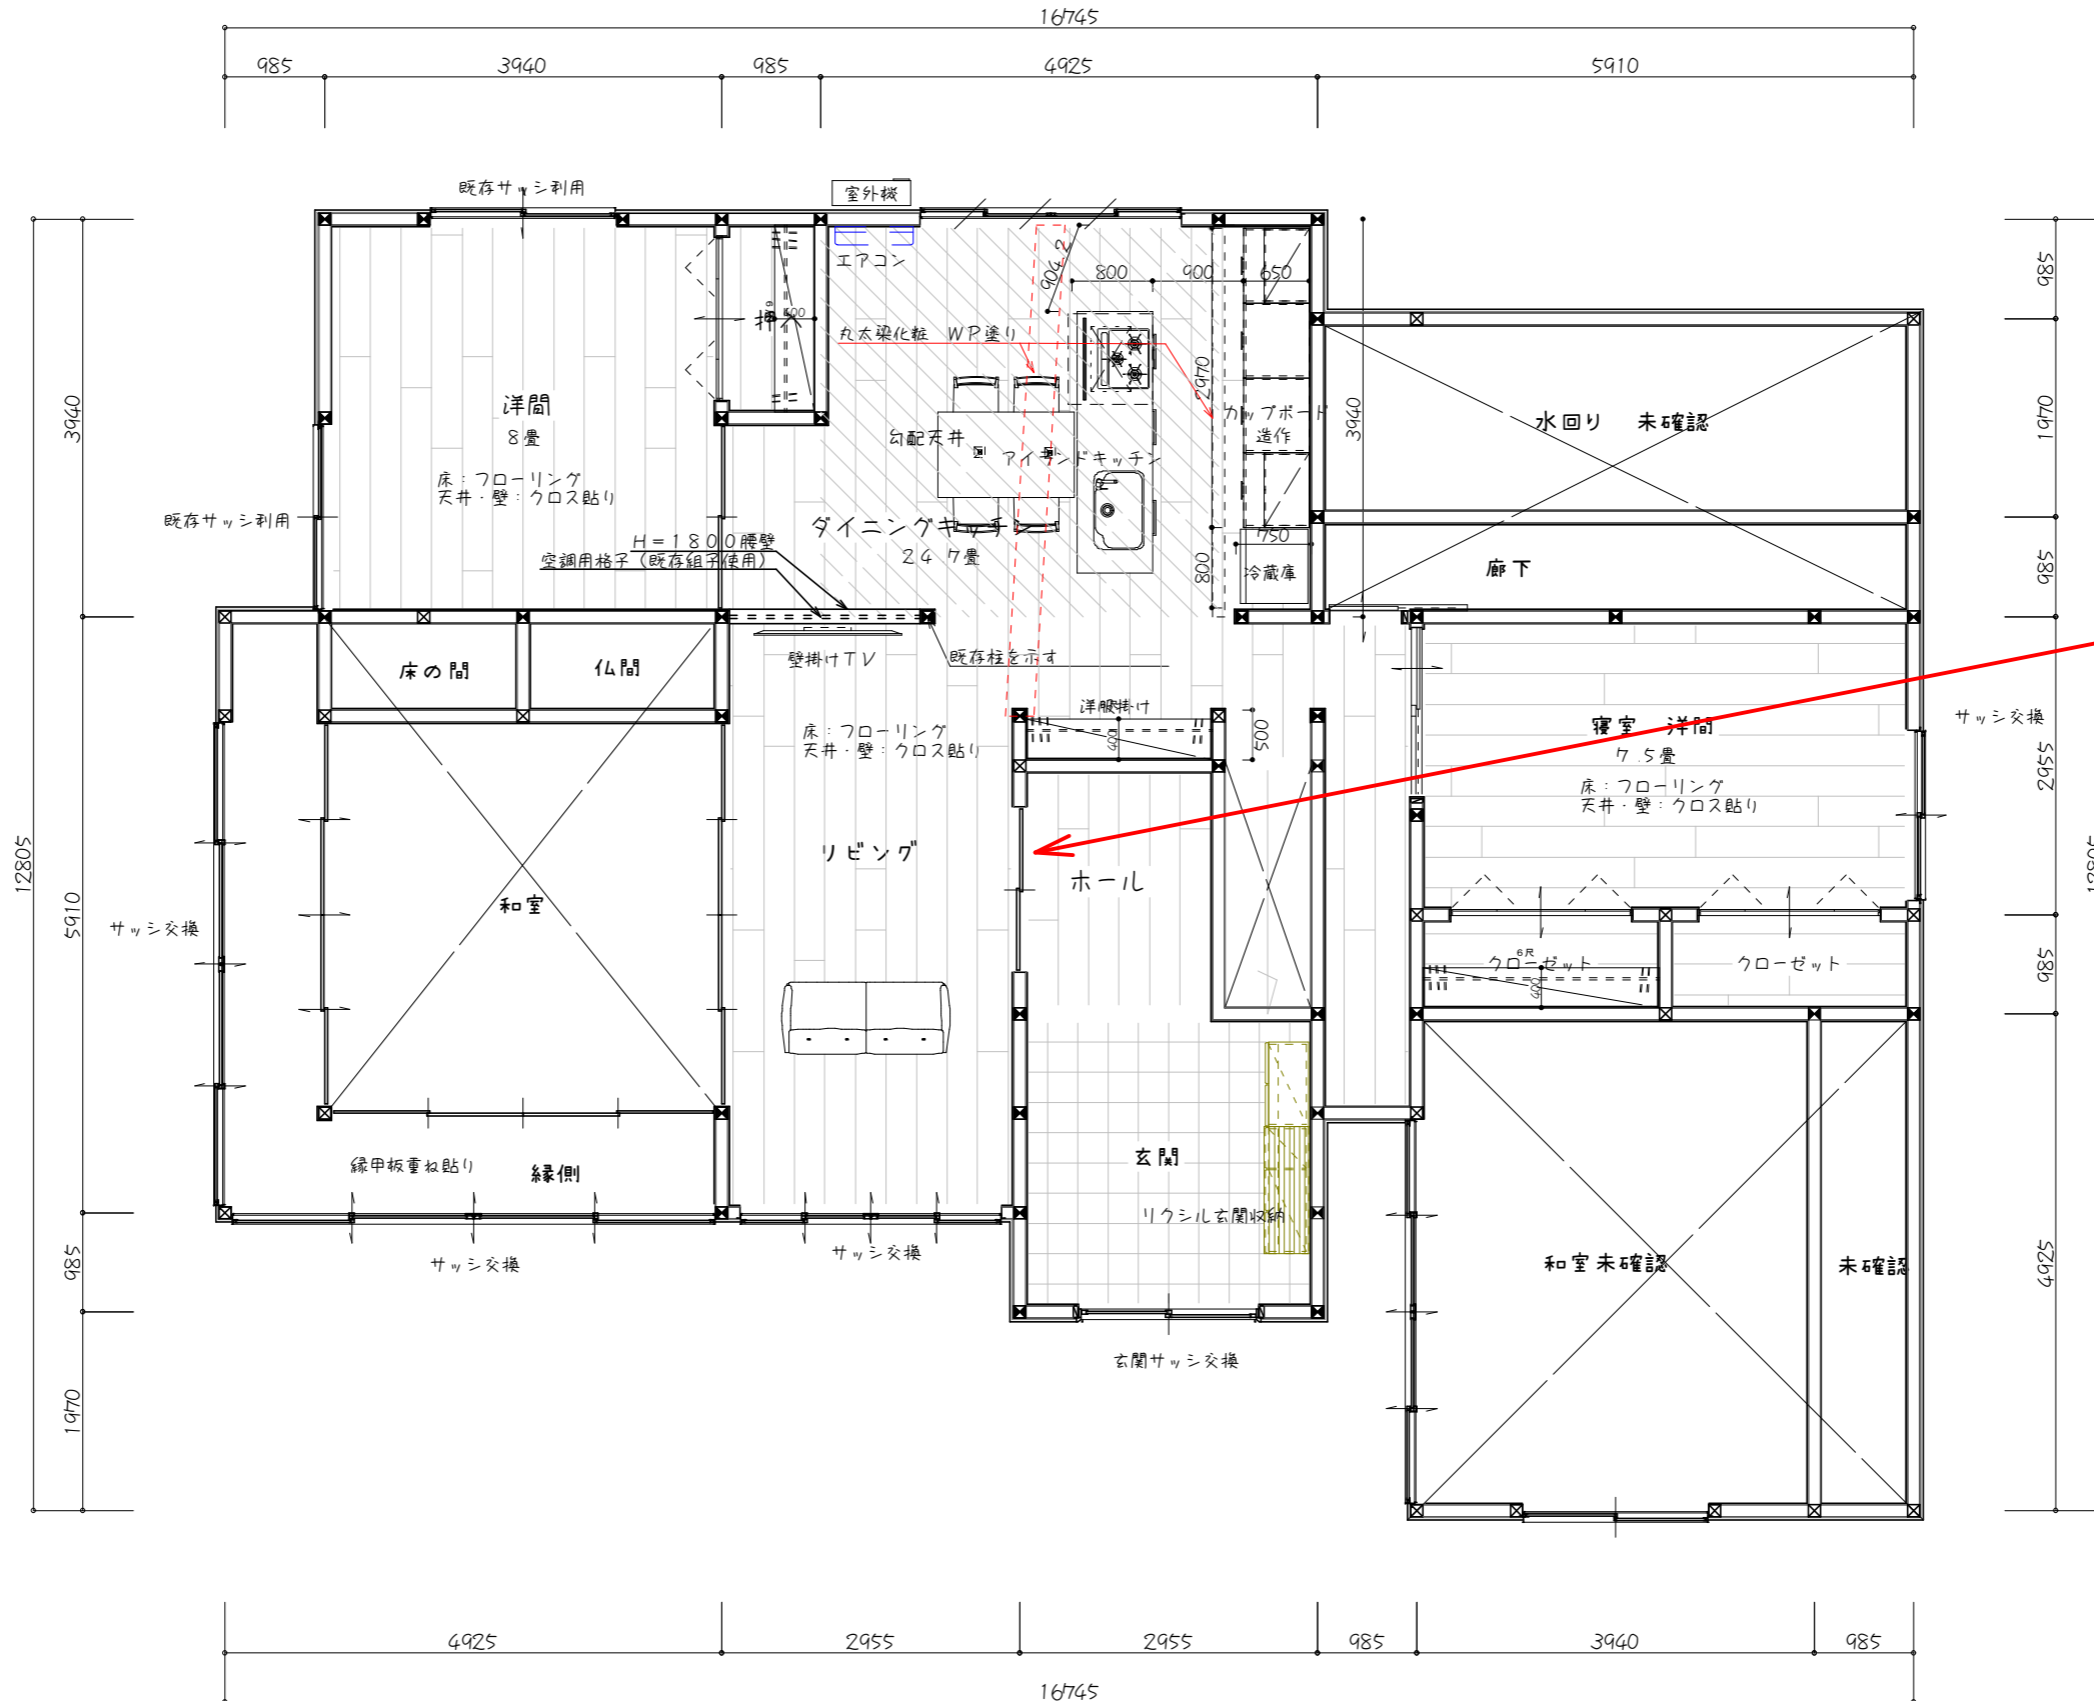 16745
985
3940
985
4925
5910
既存サッシ利用
室外機
エアコン
904.2
800
900
650
985
押
400
丸太梁化粧 WP塗り
2970
3940
カップボード
造作
水回り 未確認
1970
3940
洋間
8畳
床：フローリング
天井・壁：クロス貼り
勾配天井
アイランドキッチン
既存サッシ利用
ダイニングキッチン
24.7畳
H=1800腰壁
空調用格子（既存組子使用）
750
800
冷蔵庫
廊下
985
床の間
仏間
壁掛けTV
既存柱を示す
洋服掛け
400
500
床：フローリング
天井・壁：クロス貼り
寝室 洋間
7.5畳
床：フローリング
天井・壁：クロス貼り
サッシ交換
2955
12805
5910
サッシ交換
和室
リビング
ホール
6尺
クローゼット
400
クローゼット
985
12805
縁甲板重ね貼り
縁側
玄関
リクシル玄関収納
サッシ交換
サッシ交換
和室未確認
未確認
985
4925
玄関サッシ交換
1970
4925
2955
2955
985
3940
985
16745